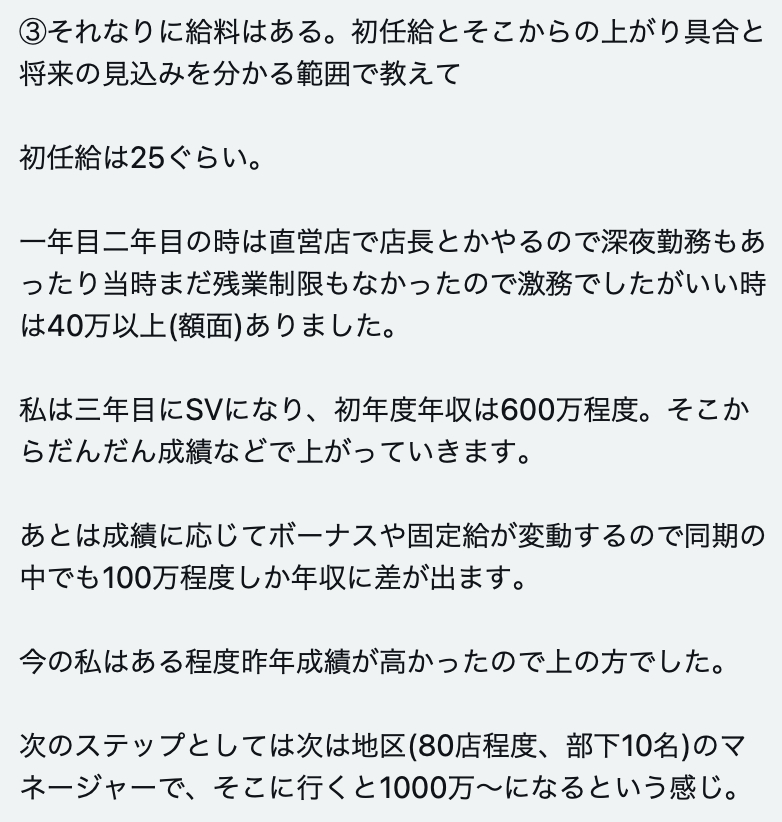 ③それなりに給料はある。初任給とそこからの上がり具合と
将来の見込みを分かる範囲で教えて
初任給は25ぐらい。
一年目二年目の時は直営店で店長とかやるので深夜勤務もあ
ったり当時まだ残業制限もなかったので激務でしたがいい時
は40万以上(額面)ありました。
私は三年目にSVになり、初年度年収は600万程度。そこか
らだんだん成績などで上がっていきます。
あとは成績に応じてボーナスや固定給が変動するので同期の
中でも100万程度しか年収に差が出ます。
今の私はある程度昨年成績が高かったので上の方でした。
次のステップとしては次は地区(80店程度、部下10名)のマ
ネージャーで、そこに行くと1000万〜になるという感じ。